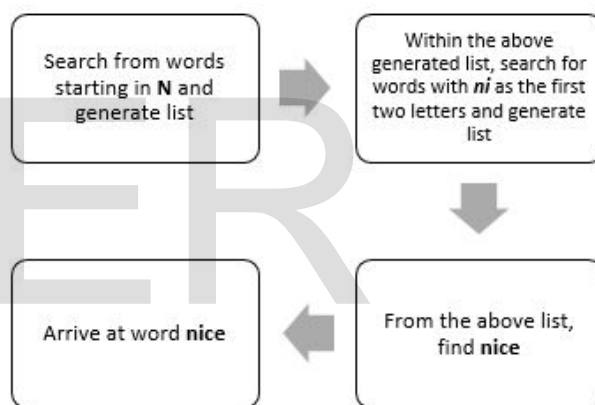 Search from words
starting in N and
generate list
Within the above
generated list, search for
words with ni as the first
two letters and generate
list
From the above list,
find nice
Arrive at word nice
ER